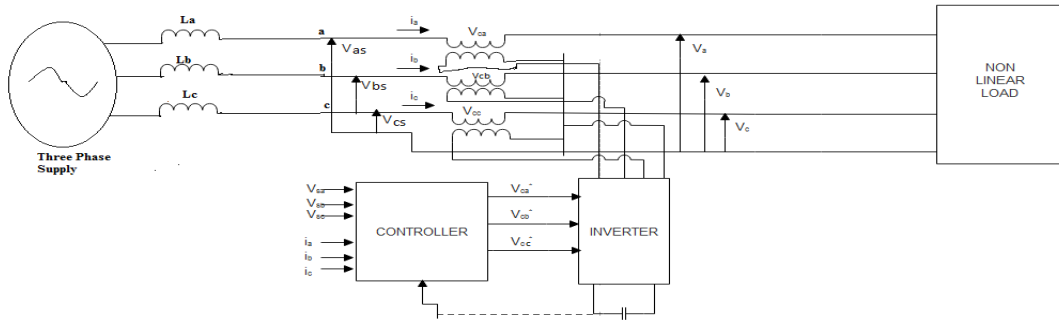 La
Lb
Lc
Three Phase
Supply
a
b
c
Vas
Vbs
Vcs
ia
ib
ic
Vca
Vcb
Vcc
Va
Vb
Vc
NON
LINEAR
LOAD
Vsa
Vsb
Vsc
ia
ib
ic
CONTROLLER
Vca-
Vcb-
Vcc-
INVERTER